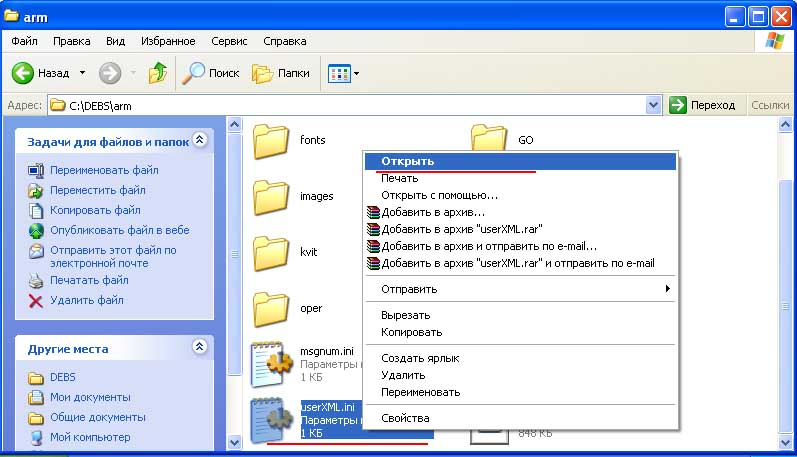 arm
Файл Правка Вид Избранное Сервис Справка
Назад Поиск Папки
Адрес: C:\DEBS\arm Переход Ссылки
Задачи для файлов и папок
Переименовать файл
Переместить файл
Копировать файл
Опубликовать файл в вебе
Отправить этот файл по
электронной почте
Печатать файл
Удалить файл
Другие места
DEBS
Мои документы
Общие документы
Мой компьютер
fonts
GO
images
kvit
oper
msgnum.ini
Параметры
1 КБ
userXML.ini
Параметры
1 КБ
848 КБ
Открыть
Печать
Открыть с помощью...
Добавить в архив...
Добавить в архив "userXML.rar"
Добавить в архив и отправить по e-mail...
Добавить в архив "userXML.rar" и отправить по e-mail
Отправить
Вырезать
Копировать
Создать ярлык
Удалить
Переименовать
Свойства